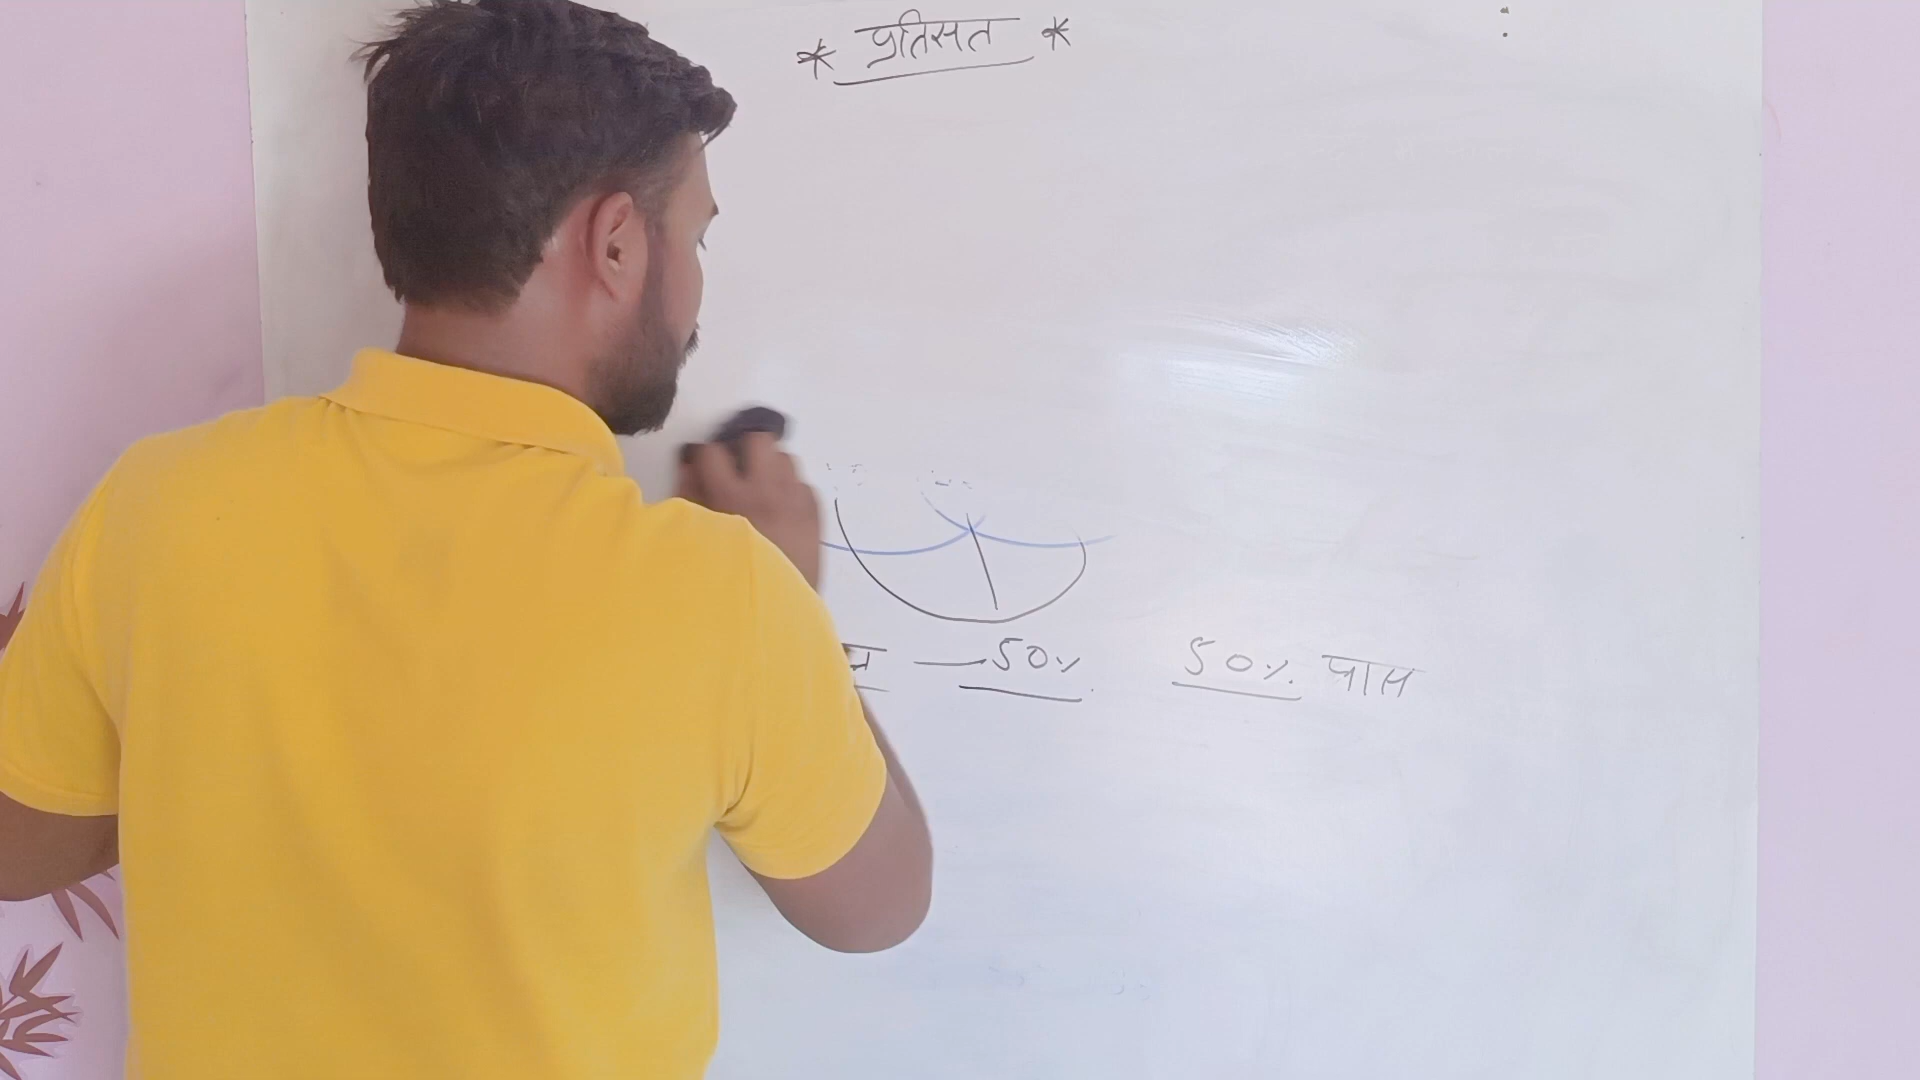 * प्रतिसत *
— 50% 50% पास